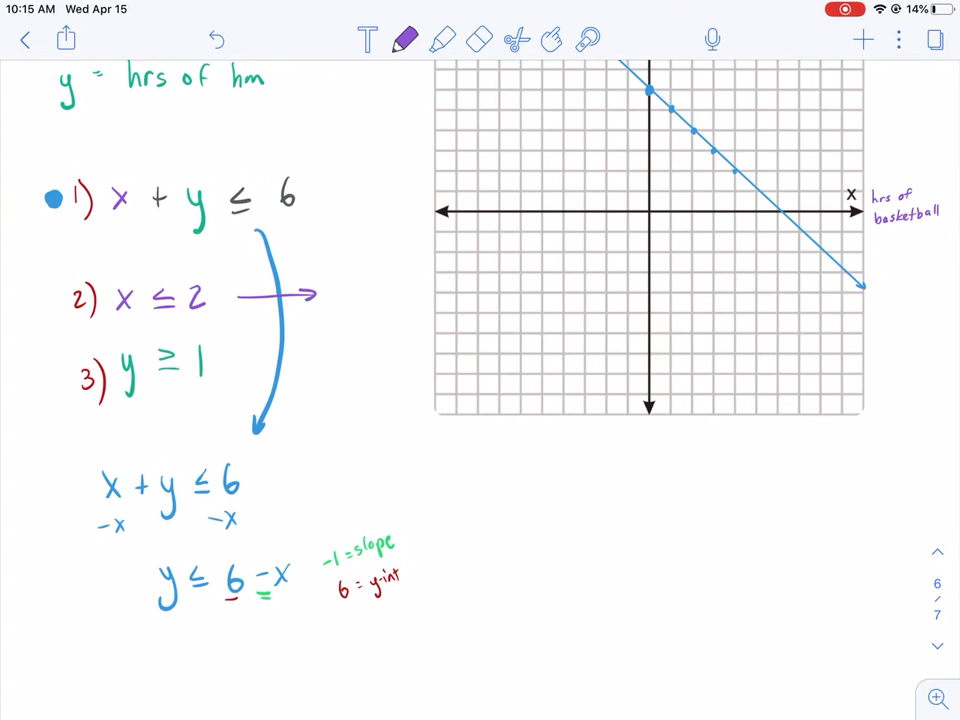 10:15 AM Wed Apr 15
14%
T
y = hrs of hm
1) x + y ≤ 6
2) x ≤ 2
3) y ≥ 1
x + y ≤ 6
-x -x
y ≤ 6 -x
-1 = slope
6 = y-int
X
hrs of
basketball
6
/
7